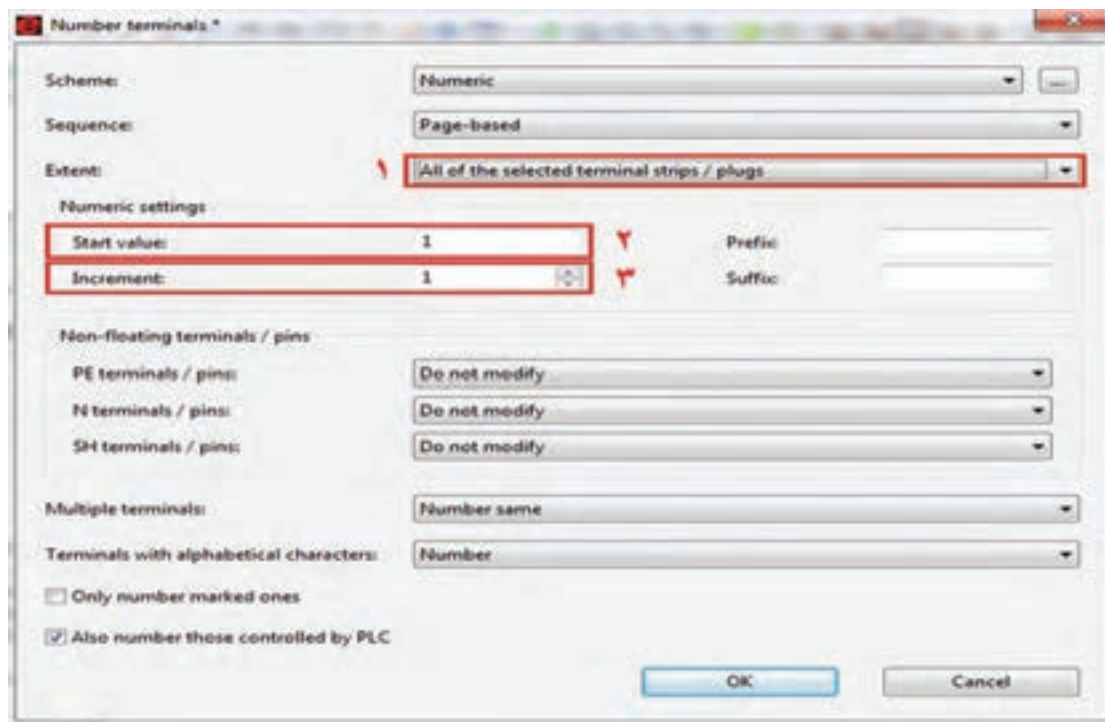 Number terminals *
Scheme: Numeric ...
Sequence: Page-based
Extent: ۱ All of the selected terminal strips / plugs
Numeric settings
Start value: 1 ۲ Prefix:
Increment: 1 ۳ Suffix:
Non-floating terminals / pins
PE terminals / pins: Do not modify
N terminals / pins: Do not modify
SH terminals / pins: Do not modify
Multiple terminals: Number same
Terminals with alphabetical characters: Number
Only number marked ones
Also number those controlled by PLC
OK Cancel